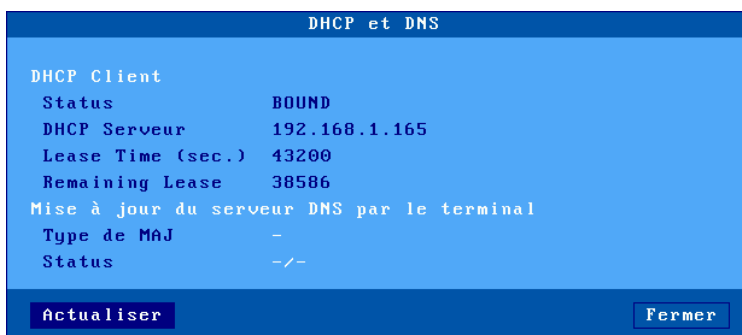 DHCP et DNS
DHCP Client
Status BOUND
DHCP Serveur 192.168.1.165
Lease Time (sec.) 43200
Remaining Lease 38586
Mise à jour du serveur DNS par le terminal
Type de MAJ -
Status -/-
Actualiser Fermer